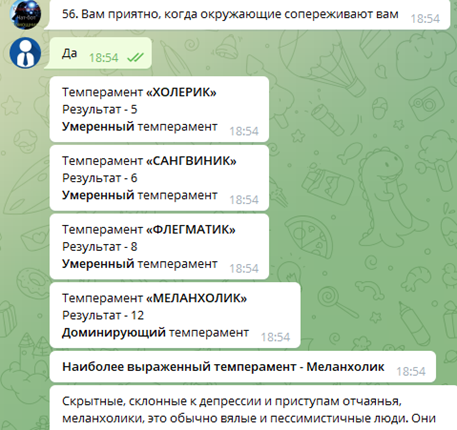 56. Вам приятно, когда окружающие сопереживают вам 18:54
Да 18:54
Темперамент «ХОЛЕРИК»
Результат - 5
Умеренный темперамент 18:54
Темперамент «САНГВИНИК»
Результат - 6
Умеренный темперамент 18:54
Темперамент «ФЛЕГМАТИК»
Результат - 8
Умеренный темперамент 18:54
Темперамент «МЕЛАНХОЛИК»
Результат - 12
Доминирующий темперамент 18:54
Наиболее выраженный темперамент - Меланхолик 18:54
Скрытные, склонные к депрессии и приступам отчаянья,
меланхолики, это обычно вялые и пессимистичные люди. Они